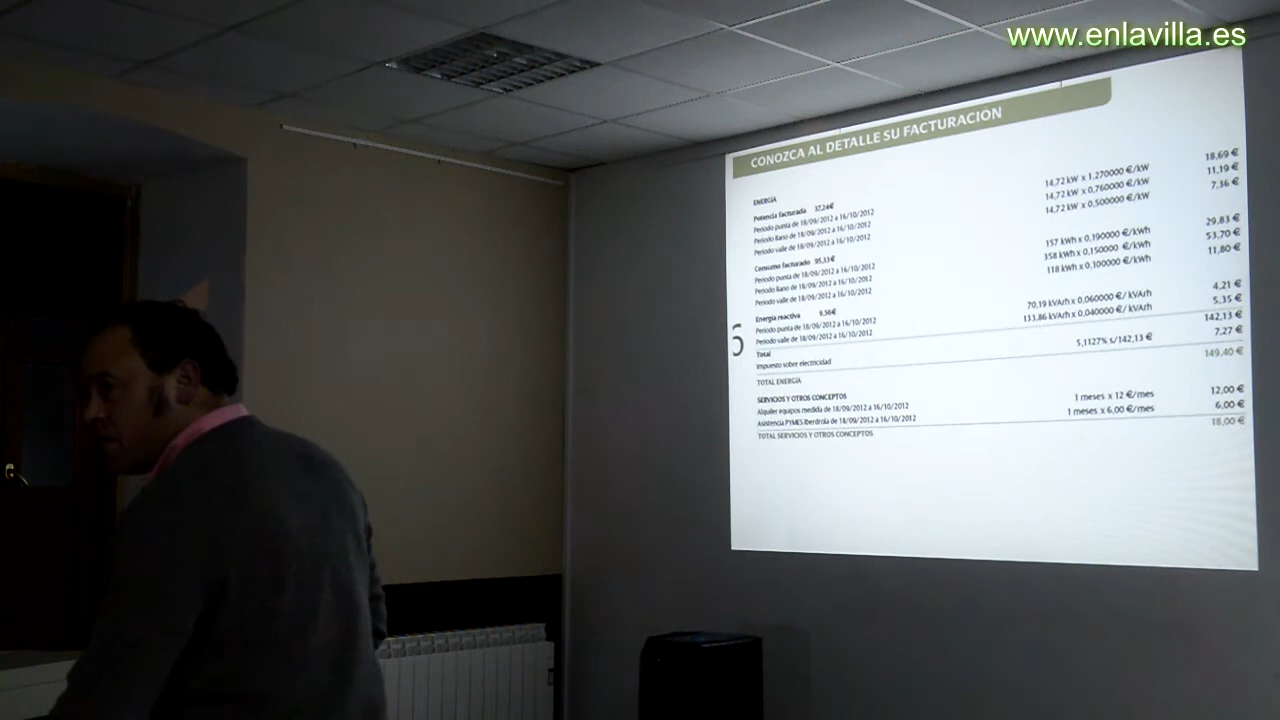 www.enlavilla.es
CONOZCA AL DETALLE SU FACTURACIÓN
ENERGÍA
Potencia facturada 37,24€
Periodo punta de 18/09/2012 a 16/10/2012 14,72 kW x 1,270000 €/kW 18,69 €
Periodo llano de 18/09/2012 a 16/10/2012 14,72 kW x 0,760000 €/kW 11,19 €
Periodo valle de 18/09/2012 a 16/10/2012 14,72 kW x 0,500000 €/kW 7,36 €
Consumo facturado 95,33€
Periodo punta de 18/09/2012 a 16/10/2012 157 kWh x 0,190000 €/kWh 29,83 €
Periodo llano de 18/09/2012 a 16/10/2012 358 kWh x 0,150000 €/kWh 53,70 €
Periodo valle de 18/09/2012 a 16/10/2012 118 kWh x 0,100000 €/kWh 11,80 €
Energía reactiva 9,56€
Periodo punta de 18/09/2012 a 16/10/2012 70,19 kVArh x 0,060000 €/ kVArh 4,21 €
Periodo valle de 18/09/2012 a 16/10/2012 133,86 kVArh x 0,040000 €/ kVArh 5,35 €
Total 142,13 €
Impuesto sobre electricidad 5,1127% s/142,13 € 7,27 €
TOTAL ENERGÍA 149,40 €
SERVICIOS Y OTROS CONCEPTOS
Alquiler equipos medida de 18/09/2012 a 16/10/2012 1 meses x 12 €/mes 12,00 €
Asistencia PYMES Iberdrola de 18/09/2012 a 16/10/2012 1 meses x 6,00 €/mes 6,00 €
TOTAL SERVICIOS Y OTROS CONCEPTOS 18,00 €